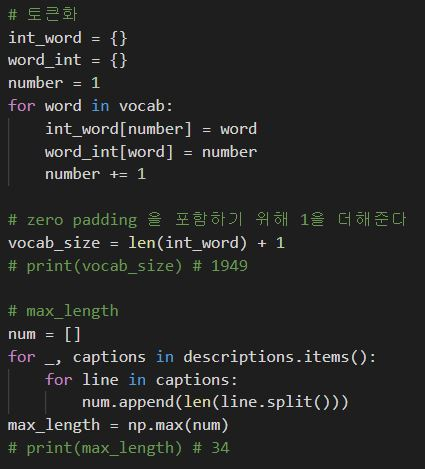 # 토큰화
int_word = {}
word_int = {}
number = 1
for word in vocab:
    int_word[number] = word
    word_int[word] = number
    number += 1

# zero padding 을 포함하기 위해 1을 더해준다
vocab_size = len(int_word) + 1
# print(vocab_size) # 1949

# max_length
num = []
for _, captions in descriptions.items():
    for line in captions:
        num.append(len(line.split()))
max_length = np.max(num)
# print(max_length) # 34